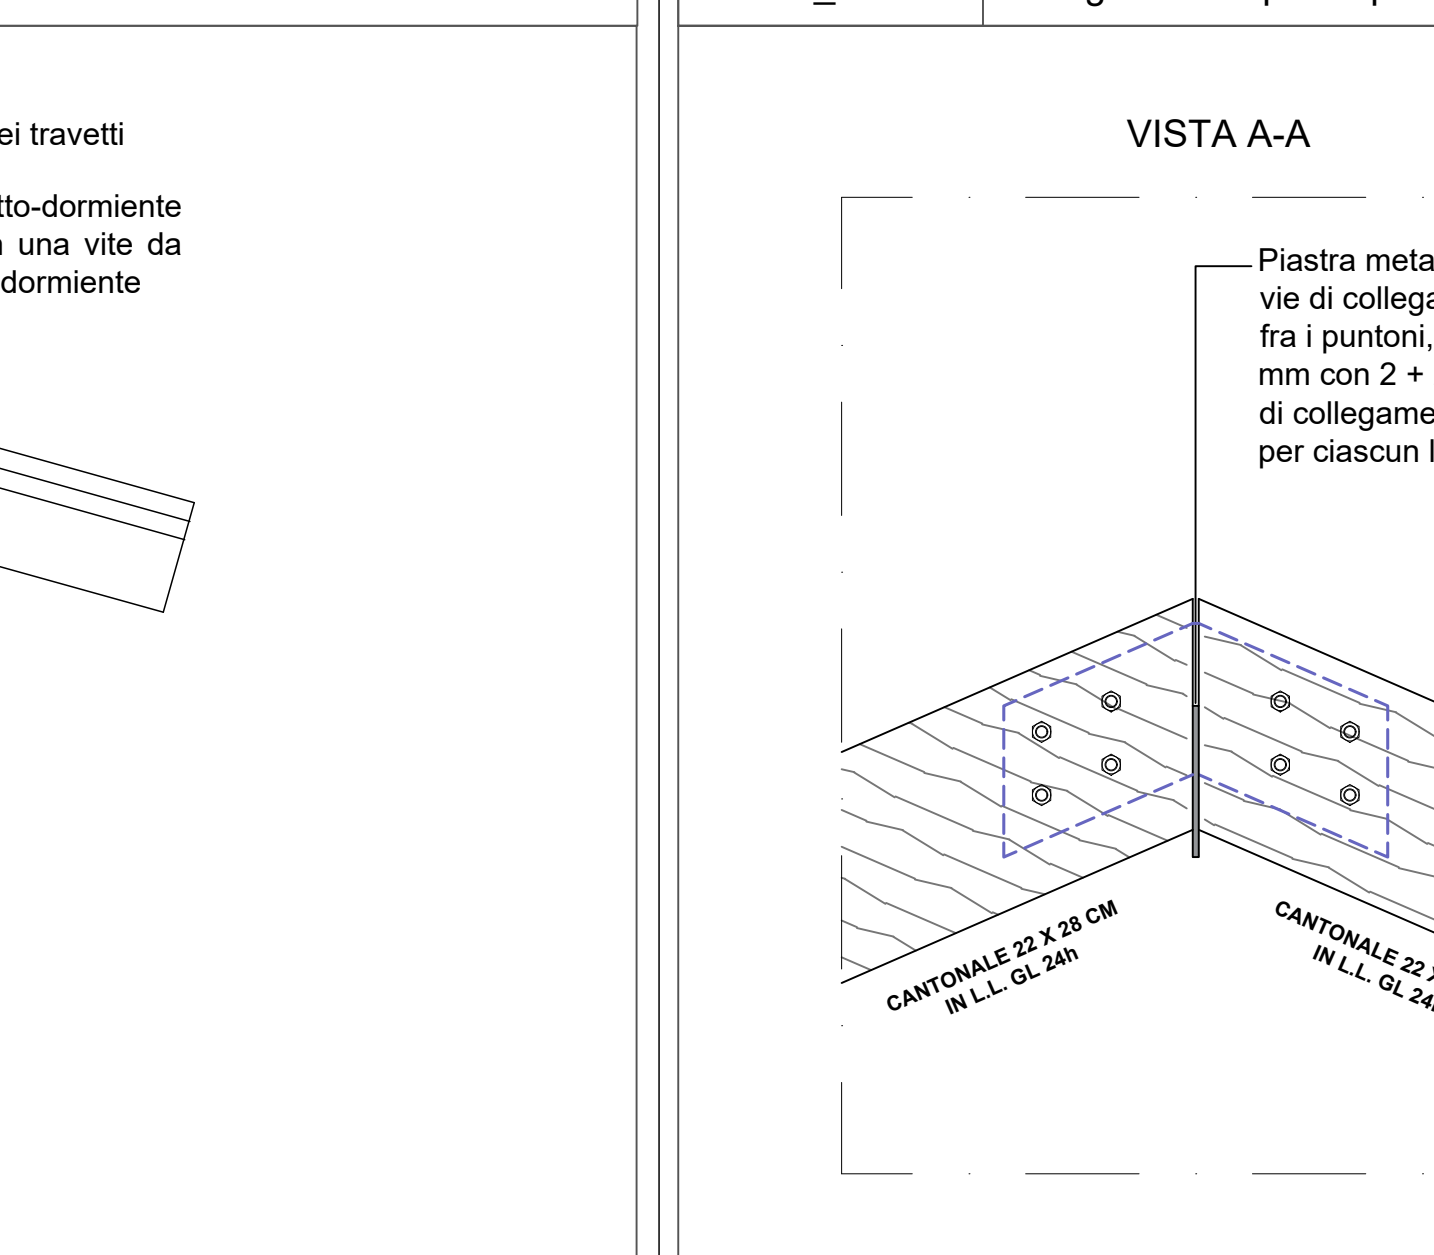 ei travetti
tto-dormiente
una vite da
dormiente
VISTA A-A
Piastra meta
vie di collega
fra i puntoni,
mm con 2 +
di collegame
per ciascun l
CANTONALE 22 X 28 CM
IN L.L. GL 24h
CANTONALE 22 X
IN L.L. GL 24h